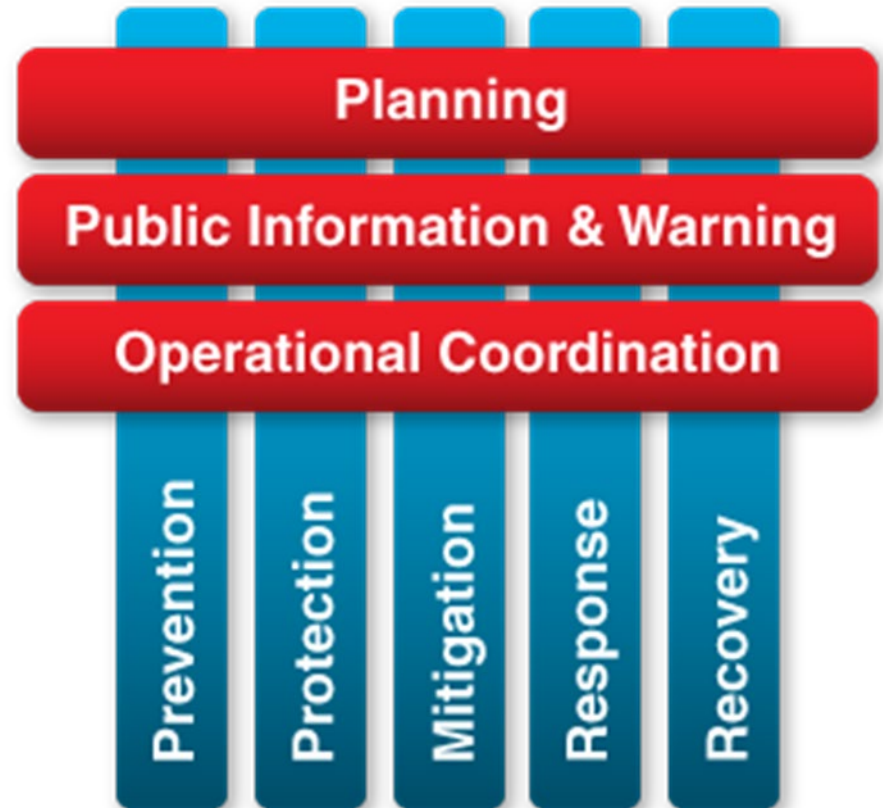 Planning
Public Information & Warning
Operational Coordination
Prevention
Protection
Mitigation
Response
Recovery